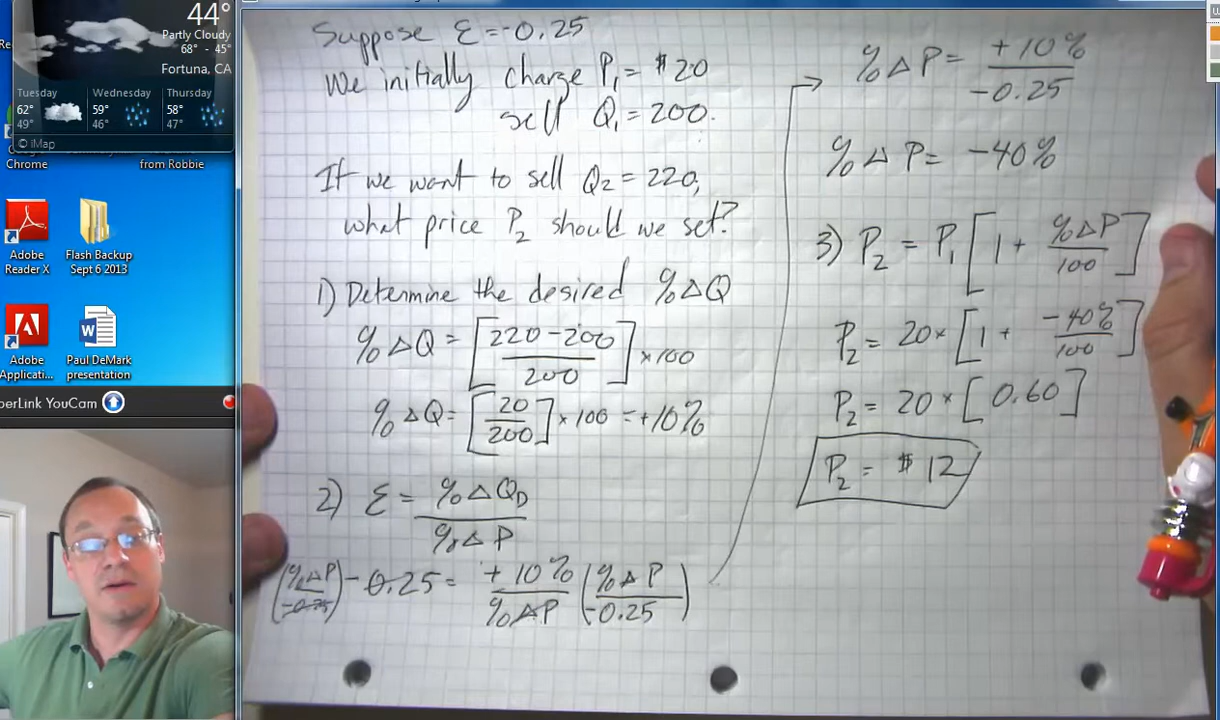 44°
Partly Cloudy
68° - 45°
Fortuna, CA
Tuesday
62°
49°
Wednesday
59°
46°
Thursday
58°
47°
© iMap
Chrome
from Robbie
Adobe
Reader X
Flash Backup
Sept 6 2013
Adobe
Applicati...
Paul DeMark
presentation
berLink YouCam
Suppose ε = -0.25
We initially charge P₁ = $20
sell Q₁ = 200.
If we want to sell Q₂ = 220,
what price P₂ should we set?
1) Determine the desired %ΔQ
%ΔQ = [220-200/200] × 100
%ΔQ = [20/200] × 100 = +10%
2) ε = %ΔQ_D / %ΔP
(%ΔP/-0.25) -0.25 = +10%/%ΔP (%ΔP/-0.25)
%ΔP = +10%/-0.25
%ΔP = -40%
3) P₂ = P₁ [1 + %ΔP/100]
P₂ = 20 × [1 + -40%/100]
P₂ = 20 × [0.60]
P₂ = $12